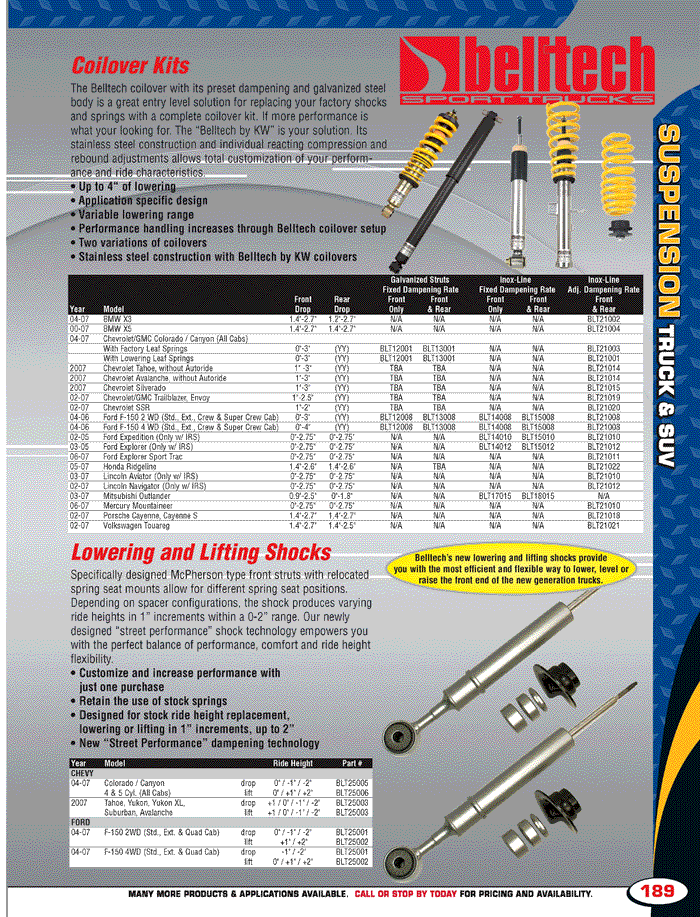 Coilover Kits
belltech
SPORT TRUCKS
The Belltech coilover with its preset dampening and galvanized steel
body is a great entry level solution for replacing your factory shocks
and springs with a complete coilover kit. If more performance is
what your looking for. The “Belltech by KW” is your solution. Its
stainless steel construction and individual reacting compression and
rebound adjustments allows total customization of your perform-
ance and ride characteristics.
• Up to 4“ of lowering
• Application specific design
• Variable lowering range
• Performance handling increases through Belltech coilover setup
• Two variations of coilovers
• Stainless steel construction with Belltech by KW coilovers
SUSPENSION TRUCK & SUV
Galvanized Struts Inox-Line Inox-Line
Fixed Dampening Rate Fixed Dampening Rate Adj. Dampening Rate
Front Rear Front Front Front Front Front
Year Model Drop Drop Only & Rear Only & Rear & Rear
04-07 BMW X3 1.4"-2.7" 1.2"-2.7" N/A N/A N/A N/A BLT21002
00-07 BMW X5 1.4"-2.7" 1.4"-2.7" N/A N/A N/A N/A BLT21004
04-07 Chevrolet/GMC Colorado / Canyon (All Cabs)
With Factory Leaf Springs 0"-3" (YY) BLT12001 BLT13001 N/A N/A BLT21003
With Lowering Leaf Springs 0"-3" (YY) BLT12001 BLT13001 N/A N/A BLT21001
2007 Chevrolet Tahoe, without Autoride 1" -3" (YY) TBA TBA N/A N/A BLT21014
2007 Chevrolet Avalanche, without Autoride 1"-3" (YY) TBA TBA N/A N/A BLT21014
2007 Chevrolet Silverado 1"-3" (YY) TBA TBA N/A N/A BLT21015
02-07 Chevrolet/GMC Trailblazer, Envoy 1"-2.5" (YY) TBA TBA N/A N/A BLT21019
02-07 Chevrolet SSR 1"-2" (YY) TBA TBA N/A N/A BLT21020
04-06 Ford F-150 2 WD (Std., Ext., Crew & Super Crew Cab) 0"-3" (YY) BLT12008 BLT13008 BLT14008 BLT15008 BLT21008
04-06 Ford F-150 4 WD (Std., Ext., Crew & Super Crew Cab) 0"-4" (YY) BLT12008 BLT13008 BLT14008 BLT15008 BLT21008
02-05 Ford Expedition (Only w/ IRS) 0"-2.75" 0"-2.75" N/A N/A BLT14010 BLT15010 BLT21010
03-05 Ford Explorer (Only w/ IRS) 0"-2.75" 0"-2.75" N/A N/A BLT14012 BLT15012 BLT21012
06-07 Ford Explorer Sport Trac 0"-2.75" 0"-2.75" N/A N/A N/A N/A BLT21011
05-07 Honda Ridgeline 1.4"-2.6" 1.4"-2.6" N/A TBA N/A N/A BLT21022
03-07 Lincoln Aviator (Only w/ IRS) 0"-2.75" 0"-2.75" N/A N/A N/A N/A BLT21010
02-07 Lincoln Navigator (Only w/ IRS) 0"-2.75" 0"-2.75" N/A N/A N/A N/A BLT21012
03-07 Mitsubishi Outlander 0.9"-2.5" 0"-1.8" N/A N/A BLT17015 BLT18015 N/A
06-07 Mercury Mountaineer 0"-2.75" 0"-2.75" N/A N/A N/A N/A BLT21010
02-07 Porsche Cayenne, Cayenne S 1.4"-2.7" 1.4"-2.7" N/A N/A N/A N/A BLT21018
02-07 Volkswagen Touareg 1.4"-2.7" 1.4"-2.5" N/A N/A N/A N/A BLT21021
Lowering and Lifting Shocks
Belltech’s new lowering and lifting shocks provide
you with the most efficient and flexible way to lower, level or
raise the front end of the new generation trucks.
Specifically designed McPherson type front struts with relocated
spring seat mounts allow for different spring seat positions.
Depending on spacer configurations, the shock produces varying
ride heights in 1” increments within a 0-2” range. Our newly
designed “street performance” shock technology empowers you
with the perfect balance of performance, comfort and ride height
flexibility.
• Customize and increase performance with
just one purchase
• Retain the use of stock springs
• Designed for stock ride height replacement,
lowering or lifting in 1” increments, up to 2”
• New “Street Performance” dampening technology
Year Model Ride Height Part #
CHEVY
04-07 Colorado / Canyon drop 0" / -1" / -2" BLT25005
4 & 5 Cyl. (All Cabs) lift 0" / +1" / +2" BLT25006
2007 Tahoe, Yukon, Yukon XL, drop +1 / 0" / -1" / -2" BLT25003
Suburban, Avalanche lift +1 / 0" / -1" / -2" BLT25003
FORD
04-07 F-150 2WD (Std., Ext. & Quad Cab) drop 0" / -1" / -2" BLT25001
lift +1" / +2" BLT25002
04-07 F-150 4WD (Std., Ext. & Quad Cab) drop -1" / -2" BLT25001
lift 0" / +1" / +2" BLT25002
MANY MORE PRODUCTS & APPLICATIONS AVAILABLE. CALL OR STOP BY TODAY FOR PRICING AND AVAILABILITY.
189